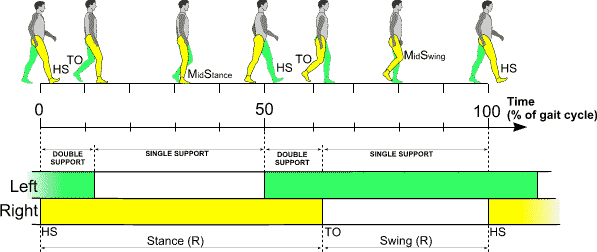 HS
TO
MidStance
HS
TO
MidSwing
HS
0
50
100
Time
(% of gait cycle)
DOUBLE
SUPPORT
SINGLE SUPPORT
DOUBLE
SUPPORT
SINGLE SUPPORT
Left
Right
HS
TO
HS
Stance (R)
Swing (R)